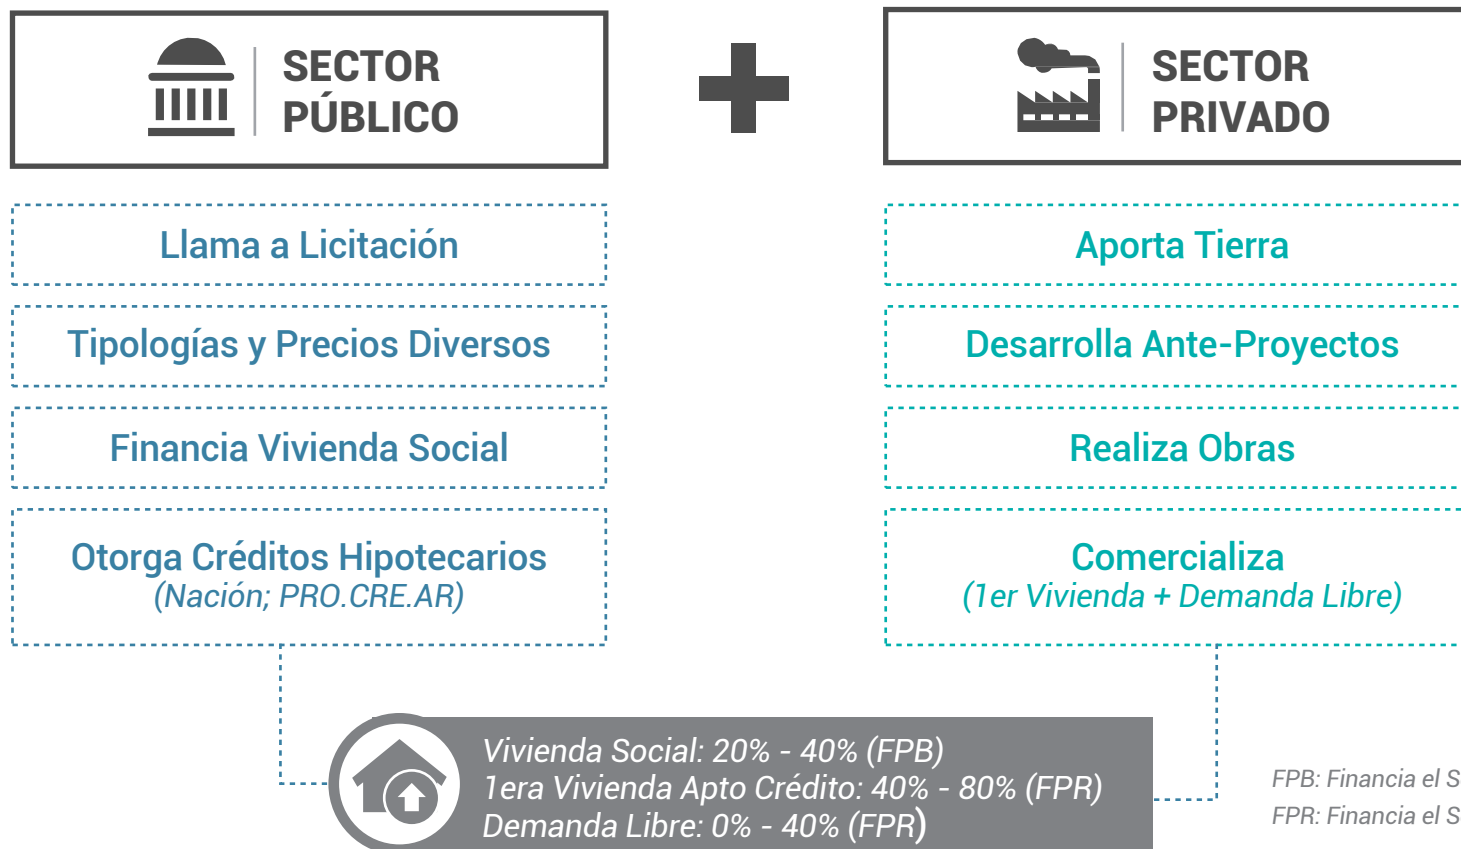 SECTOR
PÚBLICO
SECTOR
PRIVADO
Llama a Licitación
Tipologías y Precios Diversos
Financia Vivienda Social
Otorga Créditos Hipotecarios
(Nación; PRO.CRE.AR)
Aporta Tierra
Desarrolla Ante-Proyectos
Realiza Obras
Comercializa
(1er Vivienda + Demanda Libre)
Vivienda Social: 20% - 40% (FPB)
1era Vivienda Apto Crédito: 40% - 80% (FPR)
Demanda Libre: 0% - 40% (FPR)
FPB: Financia el
FPR: Financia el